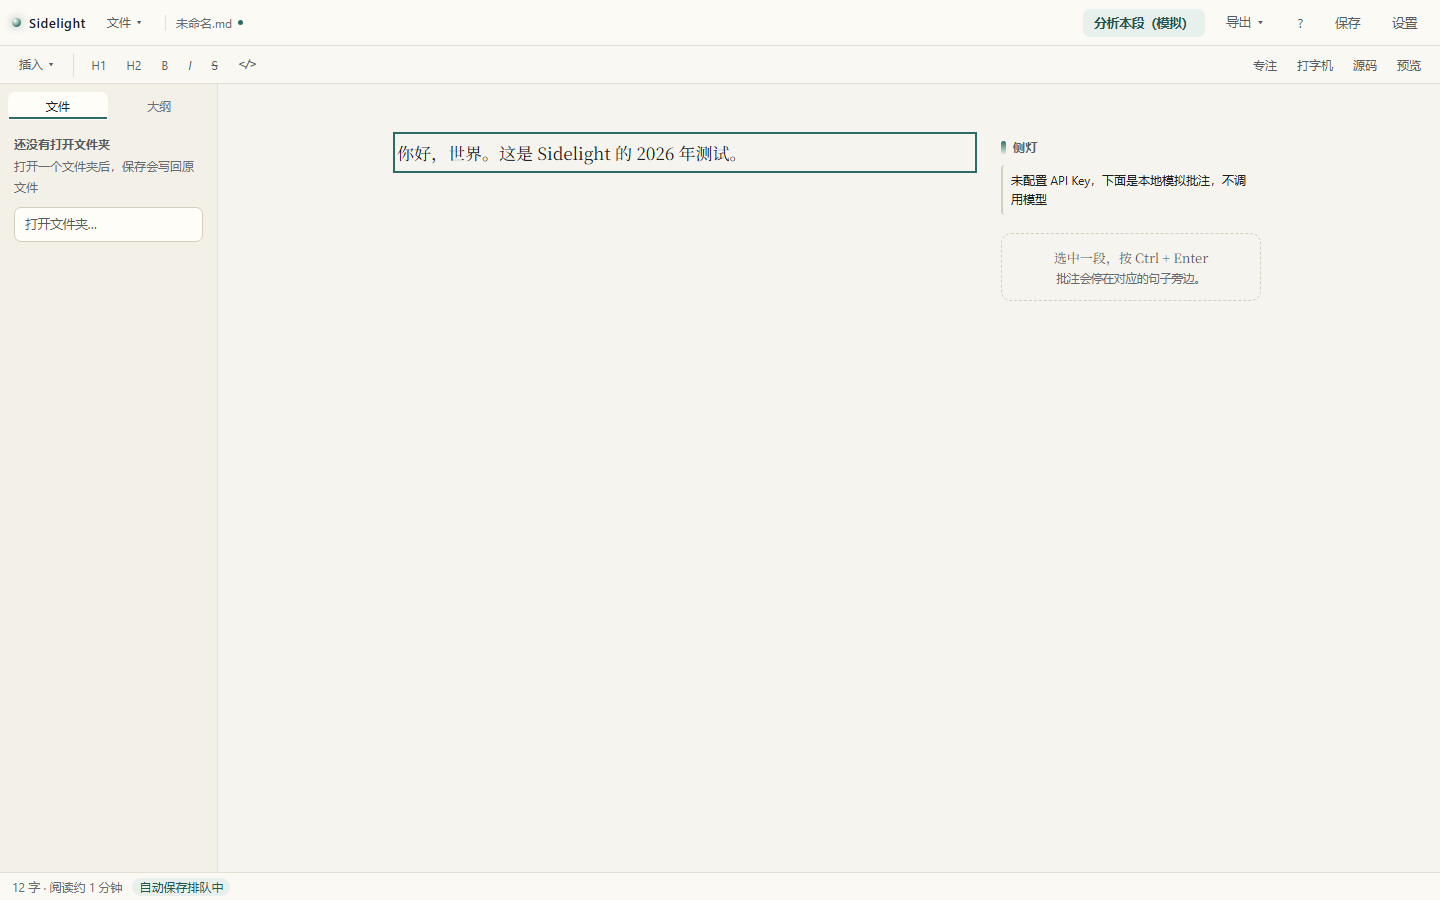 Sidelight 文件 ▾ 未命名.md ● 分析本段（模拟） 导出 ▾ ? 保存 设置
插入 ▾ H1 H2 B I S </> 专注 打字机 源码 预览
文件 大纲
还没有打开文件夹
打开一个文件夹后，保存会写回原
文件
打开文件夹...
你好，世界。这是 Sidelight 的 2026 年测试。
侧灯
未配置 API Key，下面是本地模拟批注，不调
用模型
选中一段，按 Ctrl + Enter
批注会停在对应的句子旁边。
12 字 · 阅读约 1 分钟 自动保存排队中